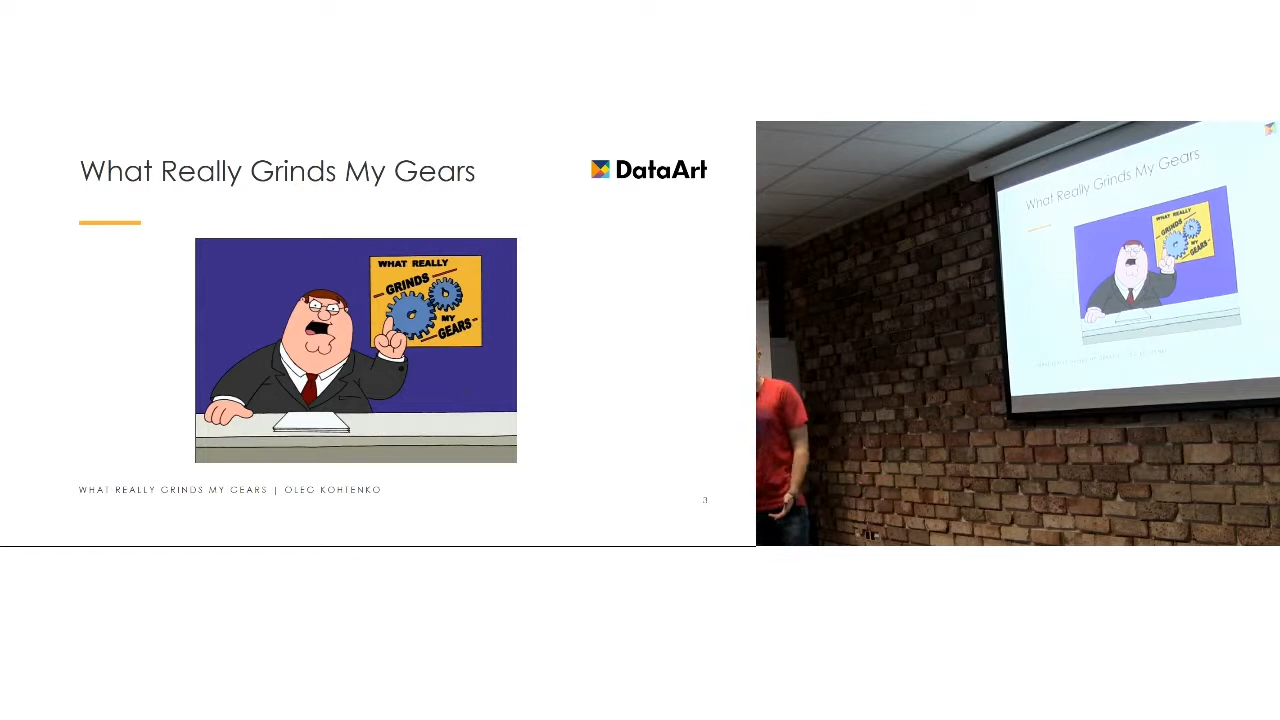 What Really Grinds My Gears
DataArt
WHAT REALLY
GRINDS
MY
GEARS
WHAT REALLY GRINDS MY GEARS | OLEG KOHTENKO
3
What Really Grinds My Gears
WHAT REALLY
GRINDS
MY
GEARS